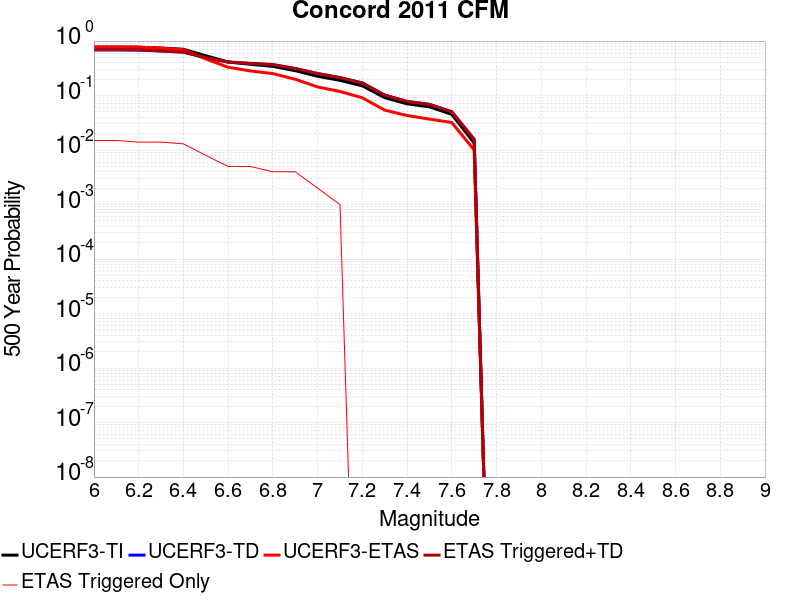 Concord 2011 CFM
10^0
10^-1
10^-2
10^-3
10^-4
10^-5
10^-6
10^-7
10^-8
500 Year Probability
6 6.2 6.4 6.6 6.8 7 7.2 7.4 7.6 7.8 8 8.2 8.4 8.6 8.8 9
Magnitude
UCERF3-TI UCERF3-TD UCERF3-ETAS ETAS Triggered+TD
ETAS Triggered Only